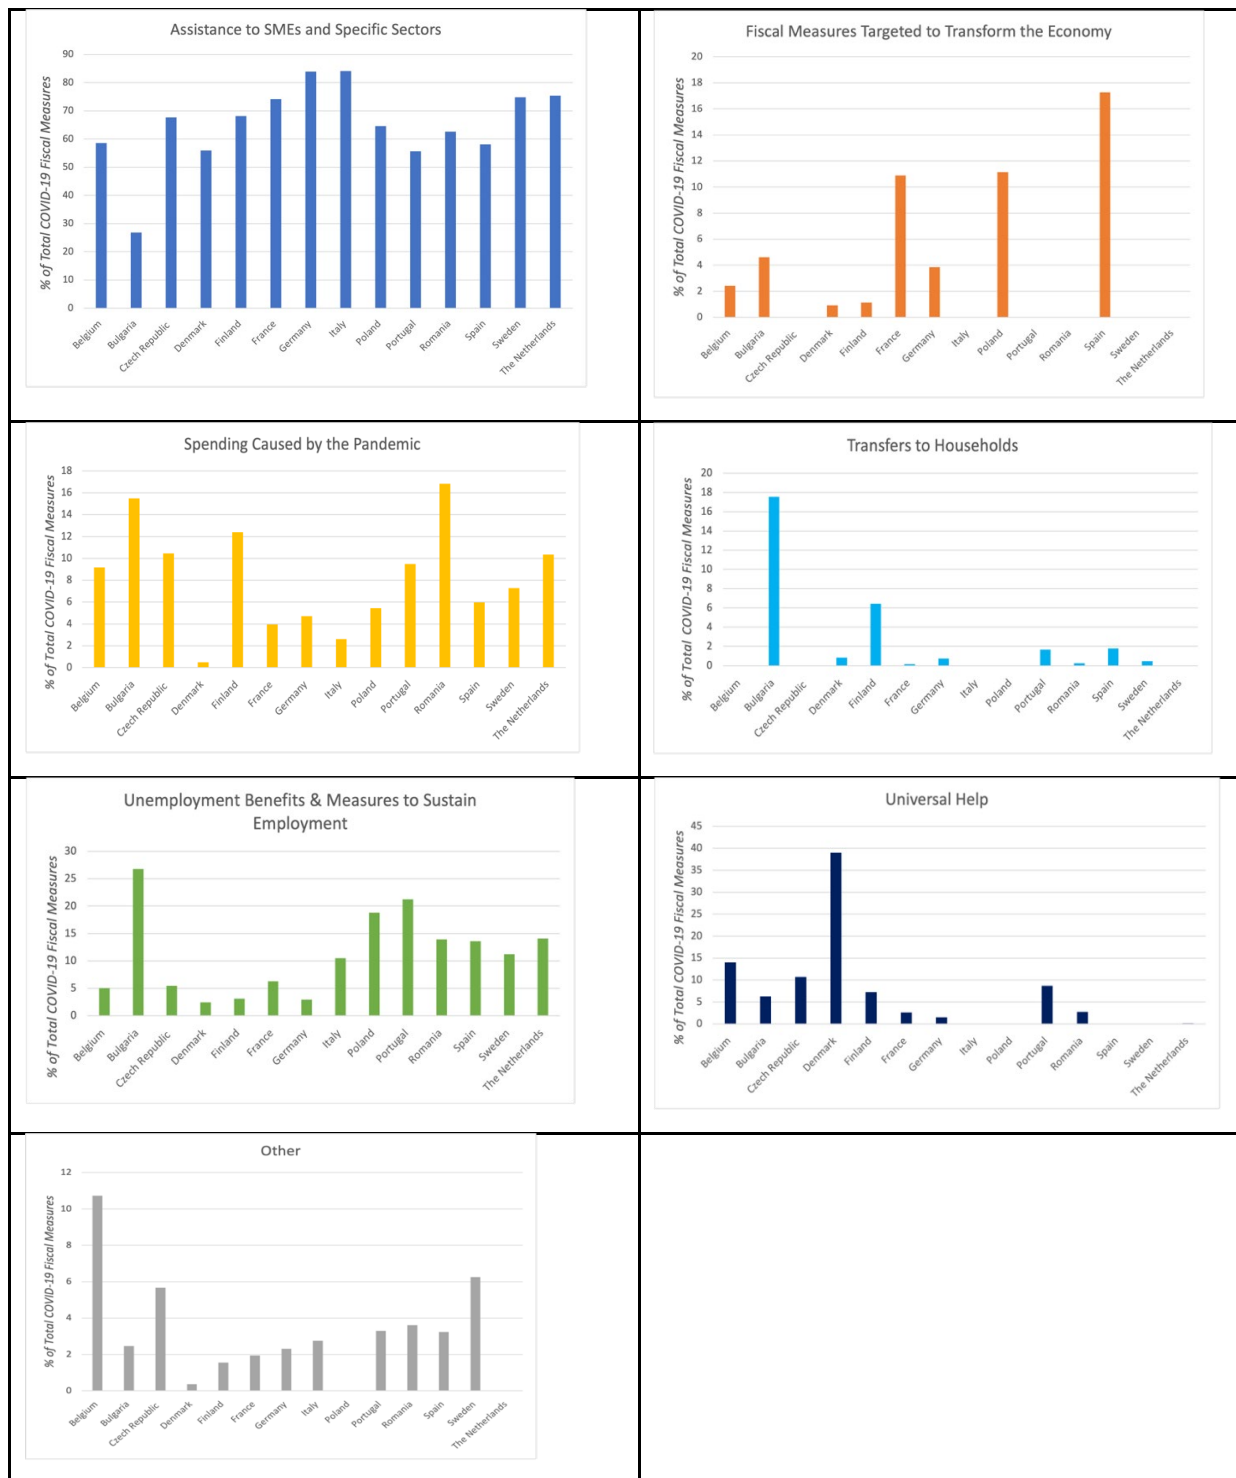 Assistance to SMEs and Specific Sectors
% of Total COVID-19 Fiscal Measures
90
80
70
60
50
40
30
20
10
0
Belgium
Bulgaria
Czech Republic
Denmark
Finland
France
Germany
Italy
Poland
Portugal
Romania
Spain
Sweden
The Netherlands
Fiscal Measures Targeted to Transform the Economy
% of Total COVID-19 Fiscal Measures
20
18
16
14
12
10
8
6
4
2
0
Belgium
Bulgaria
Czech Republic
Denmark
Finland
France
Germany
Italy
Poland
Portugal
Romania
Spain
Sweden
The Netherlands
Spending Caused by the Pandemic
% of Total COVID-19 Fiscal Measures
18
16
14
12
10
8
6
4
2
0
Belgium
Bulgaria
Czech Republic
Denmark
Finland
France
Germany
Italy
Poland
Portugal
Romania
Spain
Sweden
The Netherlands
Transfers to Households
% of Total COVID-19 Fiscal Measures
20
18
16
14
12
10
8
6
4
2
0
Belgium
Bulgaria
Czech Republic
Denmark
Finland
France
Germany
Italy
Poland
Portugal
Romania
Spain
Sweden
The Netherlands
Unemployment Benefits & Measures to Sustain
Employment
% of Total COVID-19 Fiscal Measures
30
25
20
15
10
5
0
Belgium
Bulgaria
Czech Republic
Denmark
Finland
France
Germany
Italy
Poland
Portugal
Romania
Spain
Sweden
The Netherlands
Universal Help
% of Total COVID-19 Fiscal Measures
45
40
35
30
25
20
15
10
5
0
Belgium
Bulgaria
Czech Republic
Denmark
Finland
France
Germany
Italy
Poland
Portugal
Romania
Spain
Sweden
The Netherlands
Other
% of Total COVID-19 Fiscal Measures
12
10
8
6
4
2
0
Belgium
Bulgaria
Czech Republic
Denmark
Finland
France
Germany
Italy
Poland
Portugal
Romania
Spain
Sweden
The Netherlands